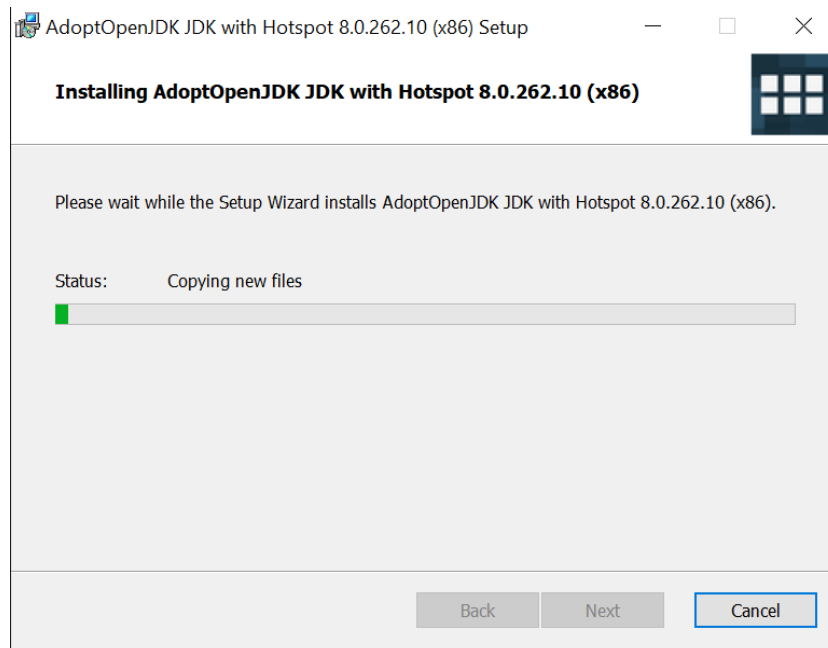 AdoptOpenJDK JDK with Hotspot 8.0.262.10 (x86) Setup
Installing AdoptOpenJDK JDK with Hotspot 8.0.262.10 (x86)
Please wait while the Setup Wizard installs AdoptOpenJDK JDK with Hotspot 8.0.262.10 (x86).
Status: Copying new files
Back Next Cancel